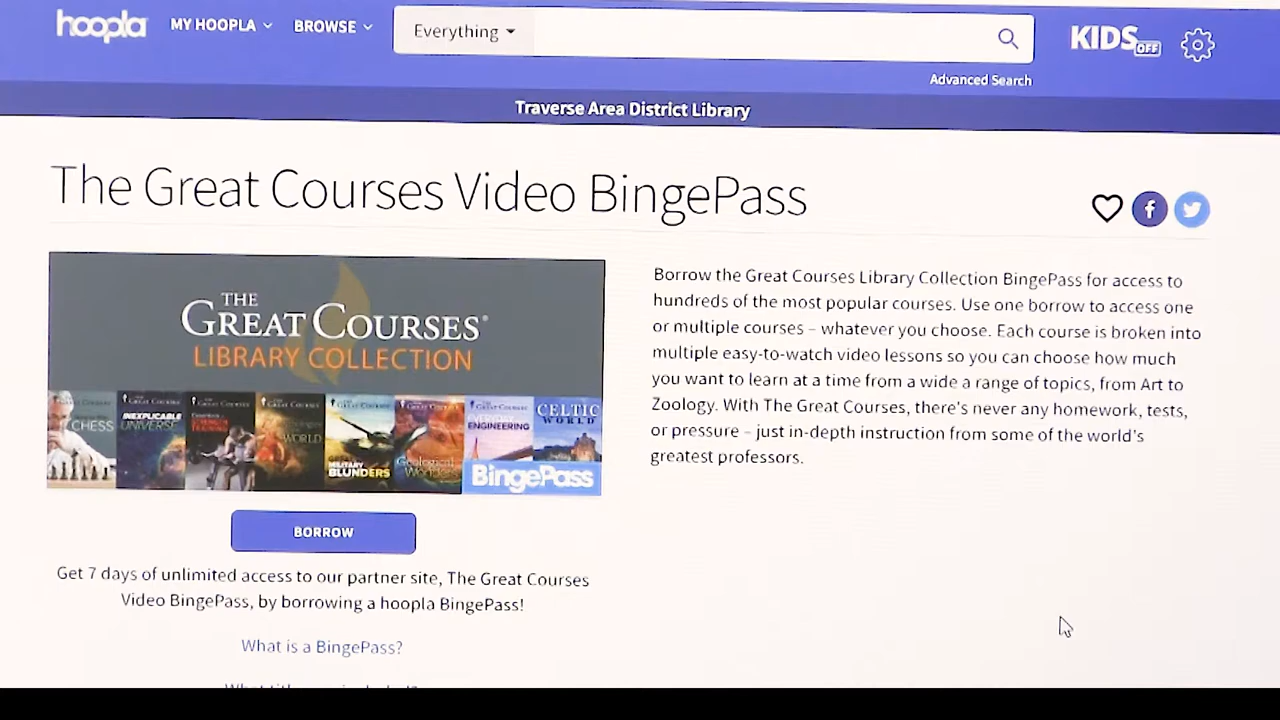 hoopla
MY HOOPLA
BROWSE
Everything
KIDS OFF
Advanced Search
Traverse Area District Library
The Great Courses Video BingePass
THE
GREAT COURSES®
LIBRARY COLLECTION
CHESS
INEXPLICABLE
UNIVERSE
WORLD
MILITARY
BLUNDERS
Geological
Wonders
EVERYDAY
ENGINEERING
CELTIC
WORLD
BingePass
Borrow the Great Courses Library Collection BingePass for access to
hundreds of the most popular courses. Use one borrow to access one
or multiple courses – whatever you choose. Each course is broken into
multiple easy-to-watch video lessons so you can choose how much
you want to learn at a time from a wide a range of topics, from Art to
Zoology. With The Great Courses, there's never any homework, tests,
or pressure – just in-depth instruction from some of the world's
greatest professors.
BORROW
Get 7 days of unlimited access to our partner site, The Great Courses
Video BingePass, by borrowing a hoopla BingePass!
What is a BingePass?